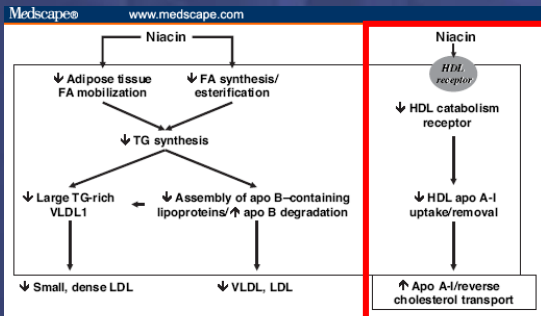 Medscape® www.medscape.com
Niacin
↓ Adipose tissue
FA mobilization
↓ FA synthesis/
esterification
↓ TG synthesis
↓ Large TG-rich
VLDL1
↓ Assembly of apo B–containing
lipoproteins/↑ apo B degradation
↓ Small, dense LDL
↓ VLDL, LDL
Niacin
HDL
receptor
↓ HDL catabolism
receptor
↓ HDL apo A-I
uptake/removal
↑ Apo A-I/reverse
cholesterol transport